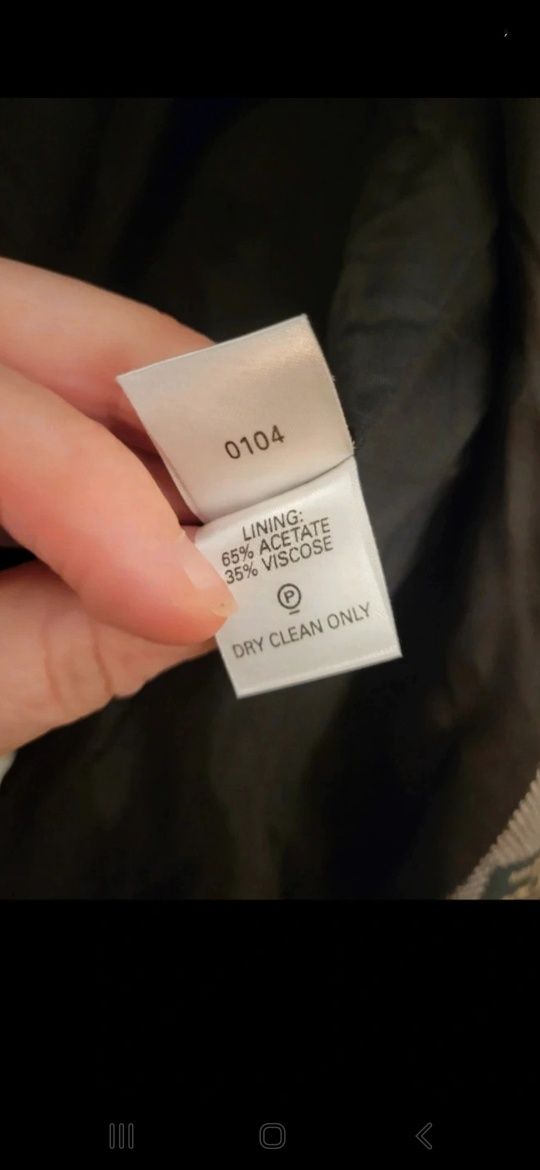 0104
LINING:
65% ACETATE
35% VISCOSE
P
DRY CLEAN ONLY